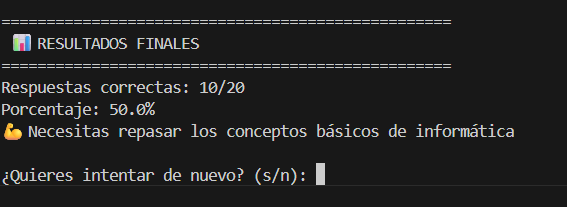 ==================================================
📊 RESULTADOS FINALES
==================================================
Respuestas correctas: 10/20
Porcentaje: 50.0%
💪 Necesitas repasar los conceptos básicos de informática
¿Quieres intentar de nuevo? (s/n):